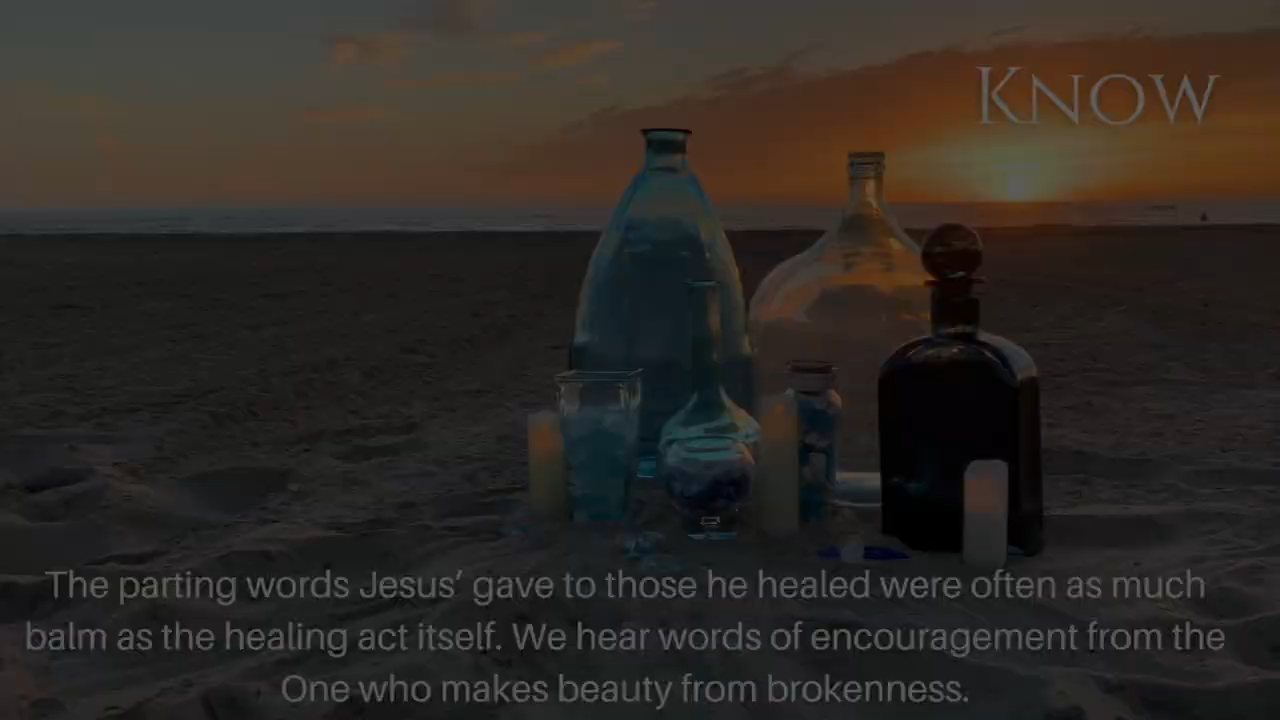 KNOW
The parting words Jesus’ gave to those he healed were often as much
balm as the healing act itself. We hear words of encouragement from the
One who makes beauty from brokenness.